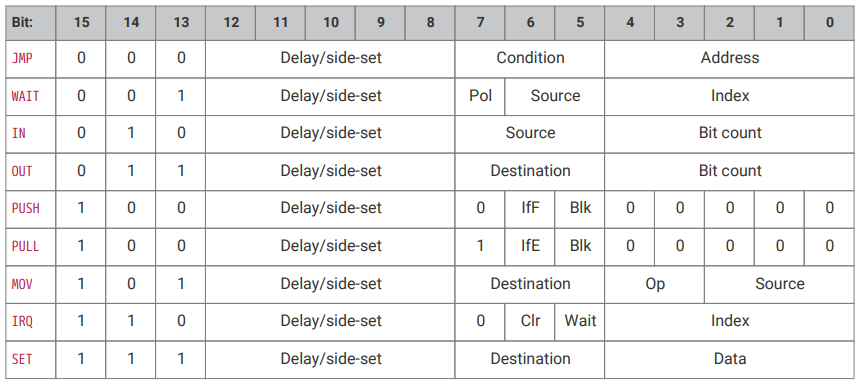 Bit: 15 14 13 12 11 10 9 8 7 6 5 4 3 2 1 0
JMP 0 0 0 Delay/side-set Condition Address
WAIT 0 0 1 Delay/side-set Pol Source Index
IN 0 1 0 Delay/side-set Source Bit count
OUT 0 1 1 Delay/side-set Destination Bit count
PUSH 1 0 0 Delay/side-set 0 IfF Blk 0 0 0 0 0
PULL 1 0 0 Delay/side-set 1 IfE Blk 0 0 0 0 0
MOV 1 0 1 Delay/side-set Destination Op Source
IRQ 1 1 0 Delay/side-set 0 Clr Wait Index
SET 1 1 1 Delay/side-set Destination Data